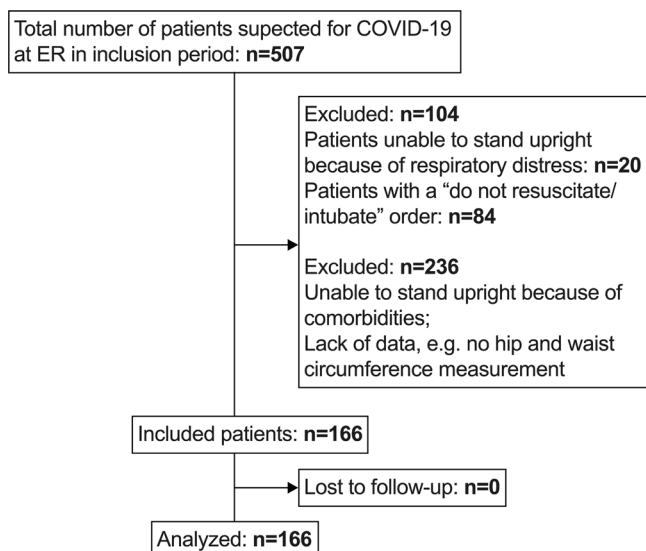 Total number of patients supected for COVID-19
at ER in inclusion period: n=507
Excluded: n=104
Patients unable to stand upright
because of respiratory distress: n=20
Patients with a “do not resuscitate/
intubate” order: n=84
Excluded: n=236
Unable to stand upright because of
comorbidities;
Lack of data, e.g. no hip and waist
circumference measurement
Included patients: n=166
Lost to follow-up: n=0
Analyzed: n=166